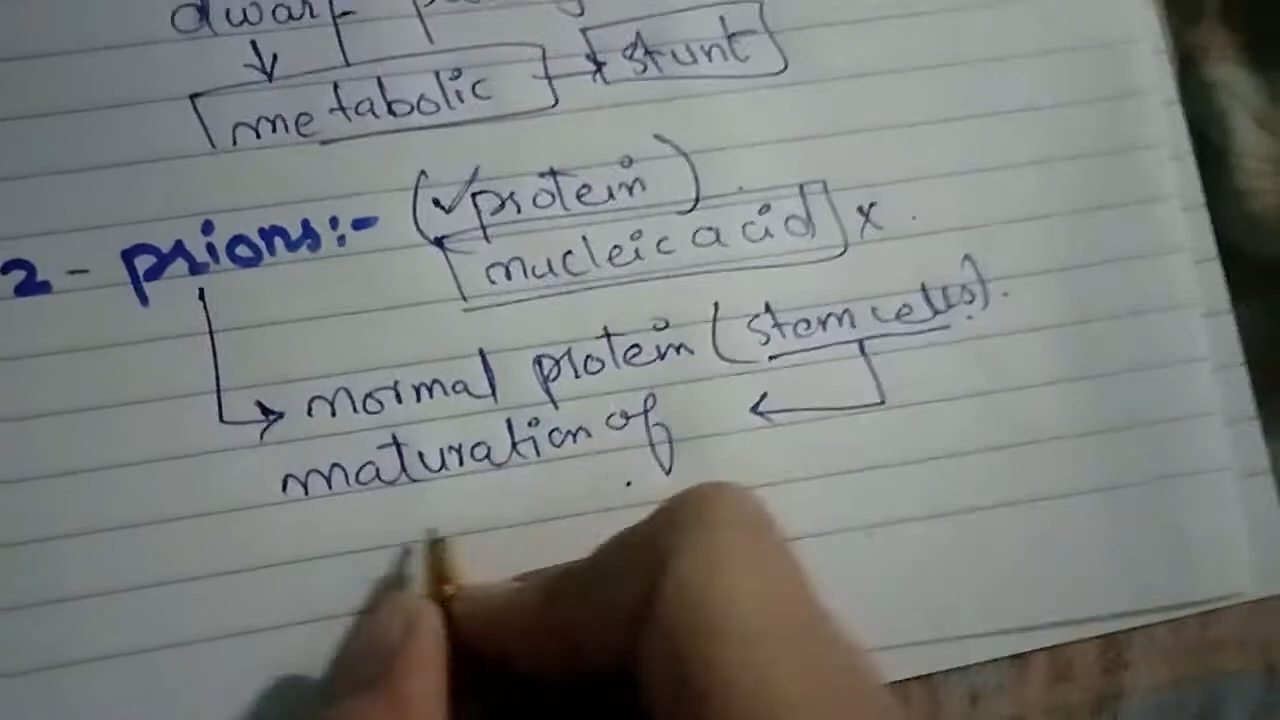 dwarf
metabolic stunt
2 - prions:- (✓protein)
nucleic acid x.
normal protein (stem cells).
maturation of